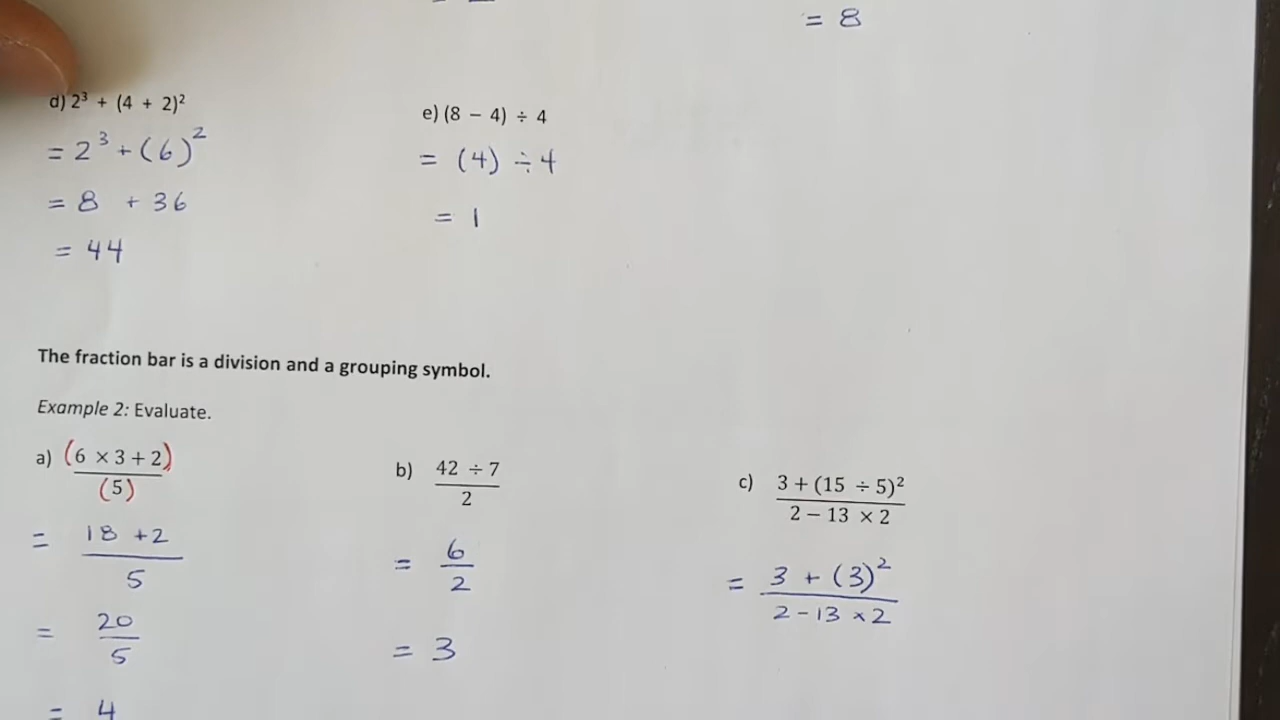 = 8
d) 2³ + (4 + 2)²
= 2³ + (6)²
= 8 + 36
= 44
e) (8 − 4) ÷ 4
= (4) ÷ 4
= 1
The fraction bar is a division and a grouping symbol.
Example 2: Evaluate.
a) (6 × 3 + 2)
(5)
= 18 + 2
5
= 20
5
= 4
b) 42 ÷ 7
2
= 6
2
= 3
c) 3 + (15 ÷ 5)²
2 − 13 × 2
= 3 + (3)²
2 - 13 × 2